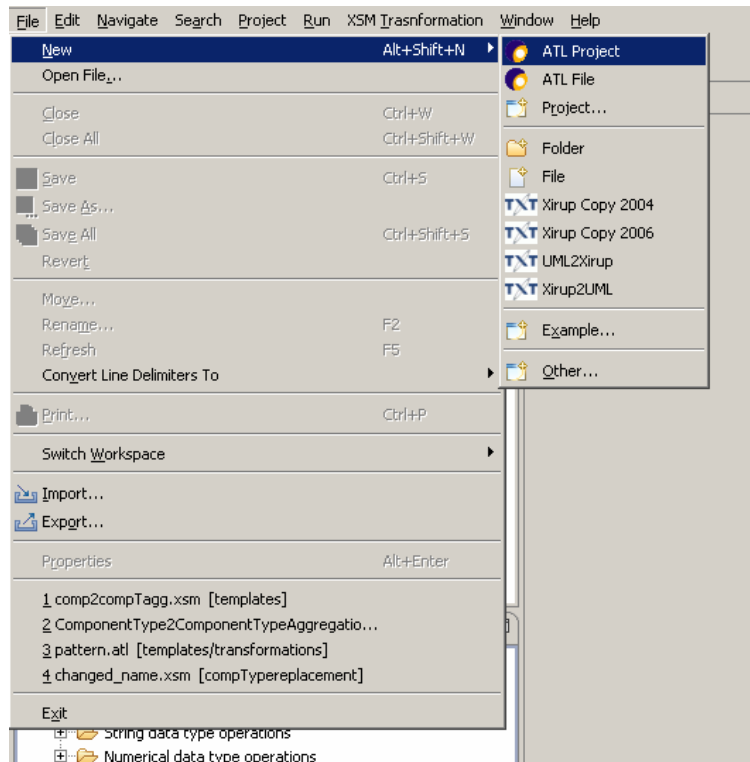 File Edit Navigate Search Project Run XSM Trasnformation Window Help
New Alt+Shift+N
Open File...
Close Ctrl+W
Close All Ctrl+Shift+W
Save Ctrl+S
Save As...
Save All Ctrl+Shift+S
Revert
Move...
Rename... F2
Refresh F5
Convert Line Delimiters To
Print... Ctrl+P
Switch Workspace
Import...
Export...
Properties Alt+Enter
1 comp2compTagg.xsm [templates]
2 ComponentType2ComponentTypeAggregatio...
3 pattern.atl [templates/transformations]
4 changed_name.xsm [compTypereplacement]
Exit
ATL Project
ATL File
Project...
Folder
File
TXT Xirup Copy 2004
TXT Xirup Copy 2006
TXT UML2Xirup
TXT Xirup2UML
Example...
Other...
String data type operations
Numerical data type operations